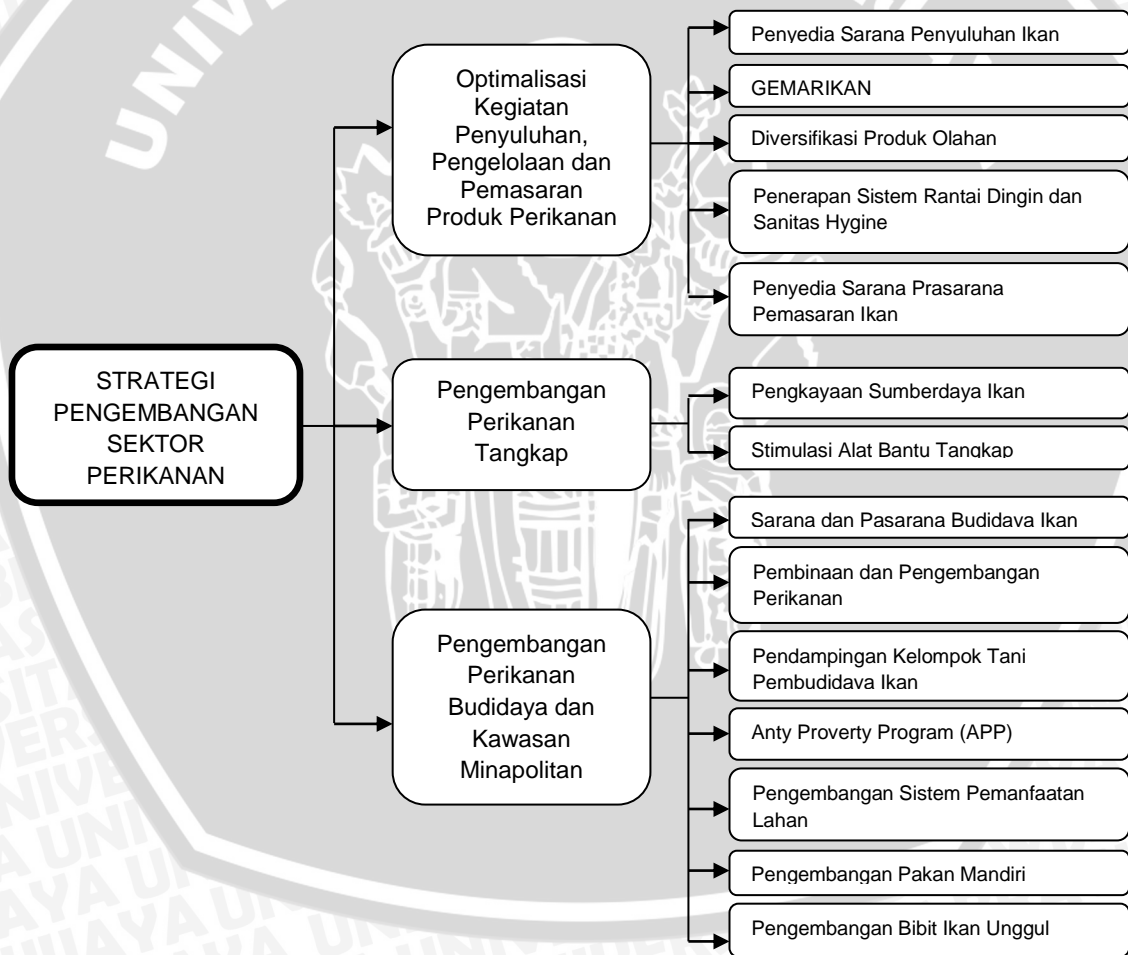 Penyedia Sarana Penyuluhan Ikan
Optimalisasi
Kegiatan
Penyuluhan,
Pengelolaan dan
Pemasaran
Produk Perikanan
GEMARIKAN
Diversifikasi Produk Olahan
Penerapan Sistem Rantai Dingin dan
Sanitas Hygine
Penyedia Sarana Prasarana
Pemasaran Ikan
STRATEGI
PENGEMBANGAN
SEKTOR
PERIKANAN
Pengembangan
Perikanan
Tangkap
Pengkayaan Sumberdaya Ikan
Stimulasi Alat Bantu Tangkap
Pengembangan
Perikanan
Budidaya dan
Kawasan
Minapolitan
Sarana dan Pasarana Budidaya Ikan
Pembinaan dan Pengembangan
Perikanan
Pendampingan Kelompok Tani
Pembudidaya Ikan
Anty Proverty Program (APP)
Pengembangan Sistem Pemanfaatan
Lahan
Pengembangan Pakan Mandiri
Pengembangan Bibit Ikan Unggul